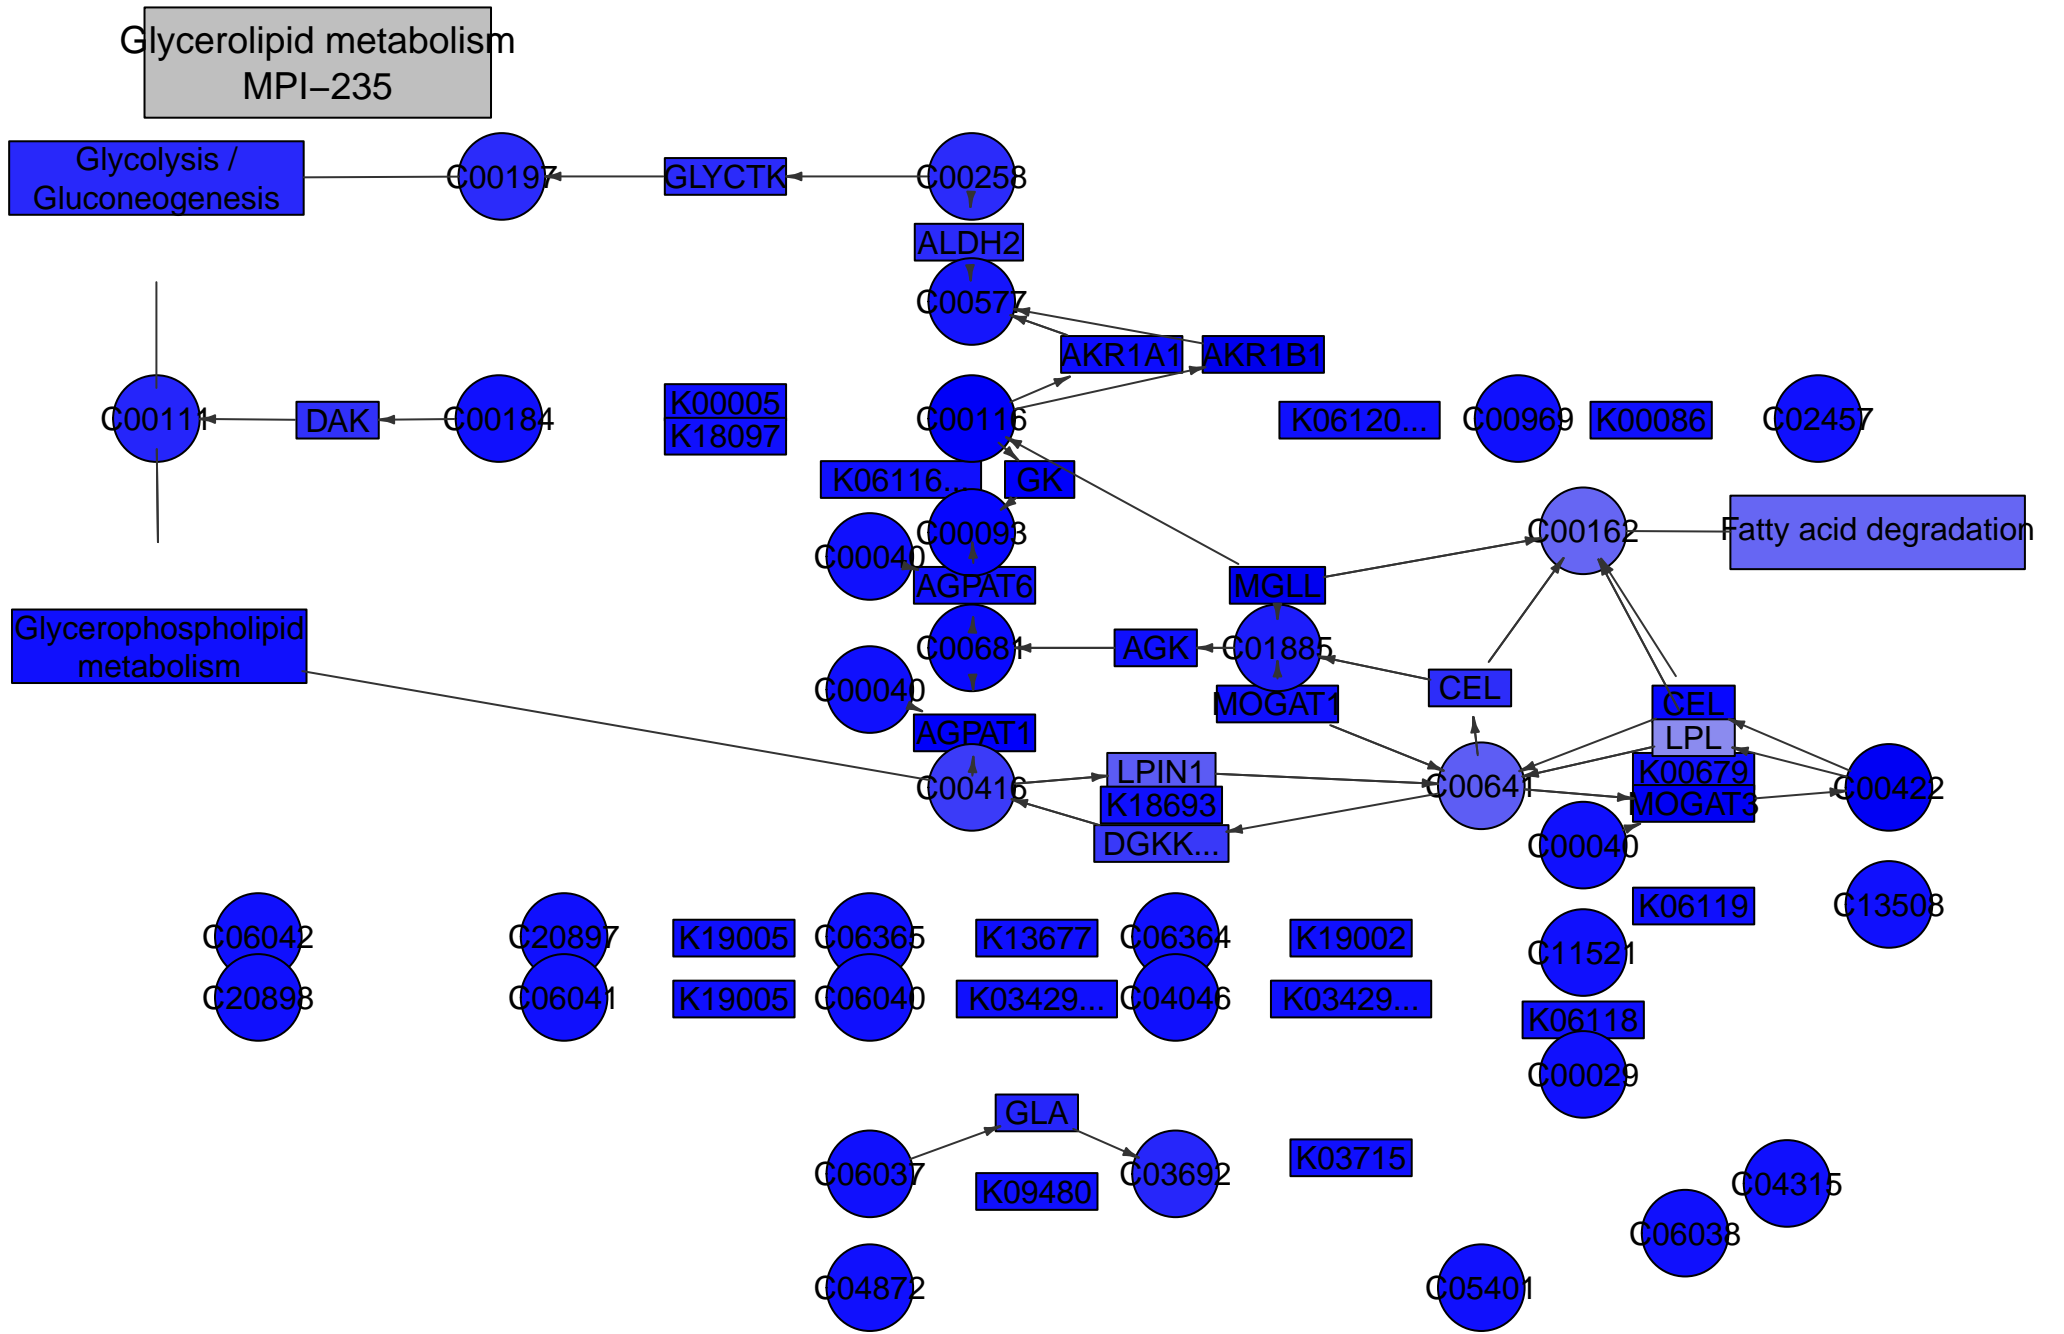 Glycerolipid metabolism
MPI−235
Glycolysis /
Gluconeogenesis
C00197
GLYCTK
C00258
ALDH2
C00577
AKR1A1
AKR1B1
C00111
DAK
C00184
K00005
K18097
C00116
K06120...
C00969
K00086
C02457
K06116...
GK
C00093
C00040
C00162
Fatty acid degradation
AGPAT6
MGLL
Glycerophospholipid
metabolism
C00681
AGK
C01885
C00040
MOGAT1
CEL
CEL
AGPAT1
LPL
C00416
LPIN1
K18693
DGKK...
C00641
K00679
MOGAT3
C00422
C00040
K06119
C13508
C06042
C20897
K19005
C06365
K13677
C06364
K19002
C11521
C20898
C06041
K19005
C06040
K03429...
C04046
K03429...
K06118
C00029
GLA
C06037
C03692
K03715
K09480
C04315
C06038
C04872
C05401